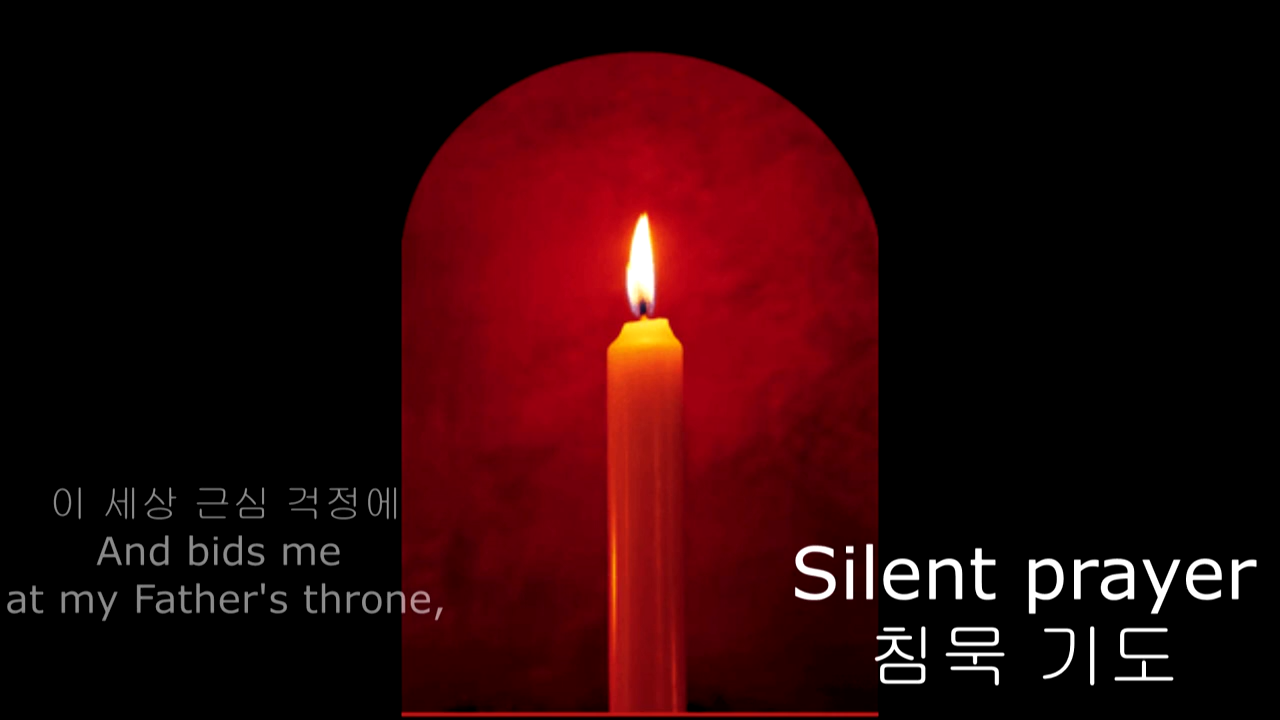 이 세상 근심 걱정에
And bids me
at my Father's throne,
Silent prayer
침묵 기도